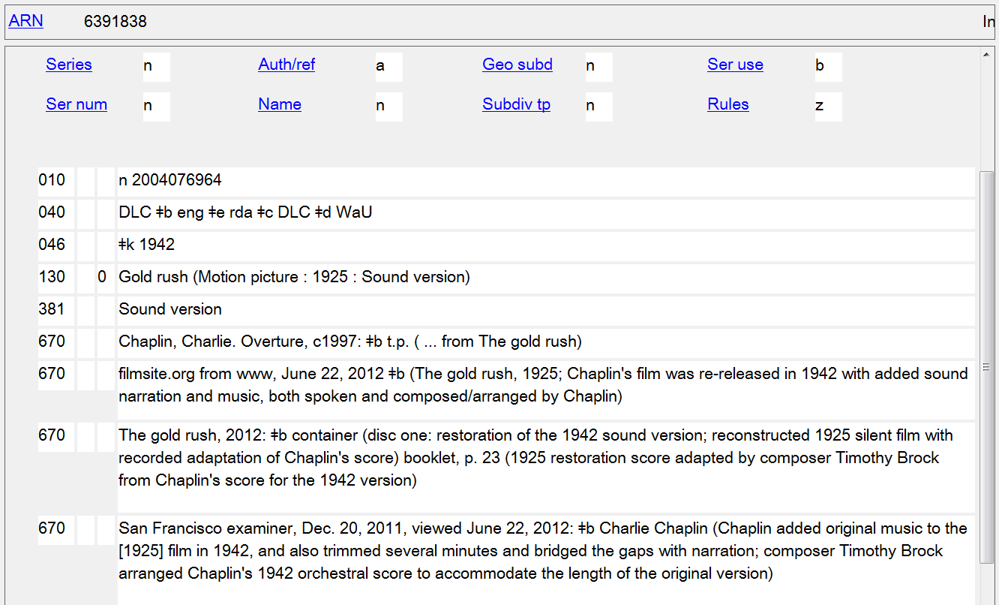 ARN 6391838 In
Series n Auth/ref a Geo subd n Ser use b
Ser num n Name n Subdiv tp n Rules z
010 n 2004076964
040 DLC ǂb eng ǂe rda ǂc DLC ǂd WaU
046 ǂk 1942
130 0 Gold rush (Motion picture : 1925 : Sound version)
381 Sound version
670 Chaplin, Charlie. Overture, c1997: ǂb t.p. ( ... from The gold rush)
670 filmsite.org from www, June 22, 2012 ǂb (The gold rush, 1925; Chaplin's film was re-released in 1942 with added sound
narration and music, both spoken and composed/arranged by Chaplin)
670 The gold rush, 2012: ǂb container (disc one: restoration of the 1942 sound version; reconstructed 1925 silent film with
recorded adaptation of Chaplin's score) booklet, p. 23 (1925 restoration score adapted by composer Timothy Brock
from Chaplin's score for the 1942 version)
670 San Francisco examiner, Dec. 20, 2011, viewed June 22, 2012: ǂb Charlie Chaplin (Chaplin added original music to the
[1925] film in 1942, and also trimmed several minutes and bridged the gaps with narration; composer Timothy Brock
arranged Chaplin's 1942 orchestral score to accommodate the length of the original version)